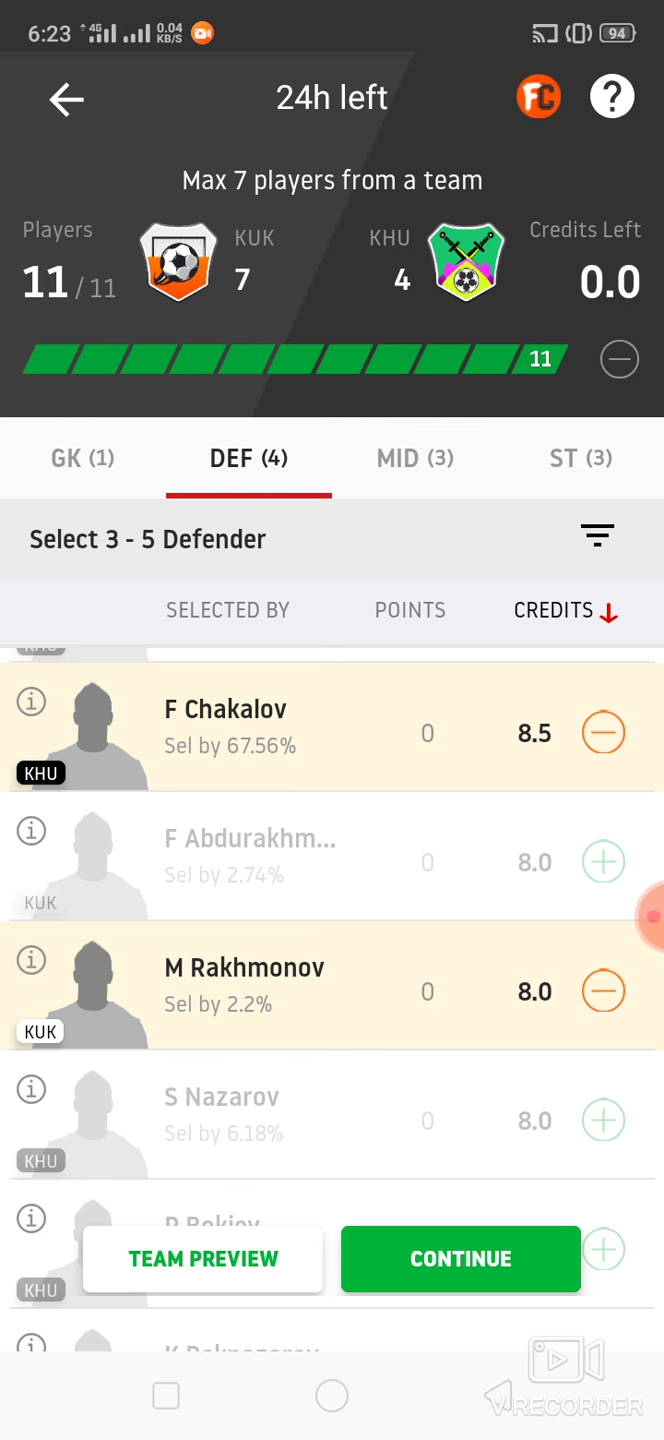 6:23 4G 0.04 KB/S 94
24h left FC ?
Max 7 players from a team
Players KUK KHU Credits Left
11 / 11 7 4 0.0
11
GK (1) DEF (4) MID (3) ST (3)
Select 3 - 5 Defender
SELECTED BY POINTS CREDITS
KHU
F Chakalov
Sel by 67.56% 0 8.5
KHU
F Abdurakhm...
Sel by 2.74% 0 8.0
KUK
M Rakhmonov
Sel by 2.2% 0 8.0
KUK
S Nazarov
Sel by 6.18% 0 8.0
KHU
TEAM PREVIEW CONTINUE
KHU
VRECORDER